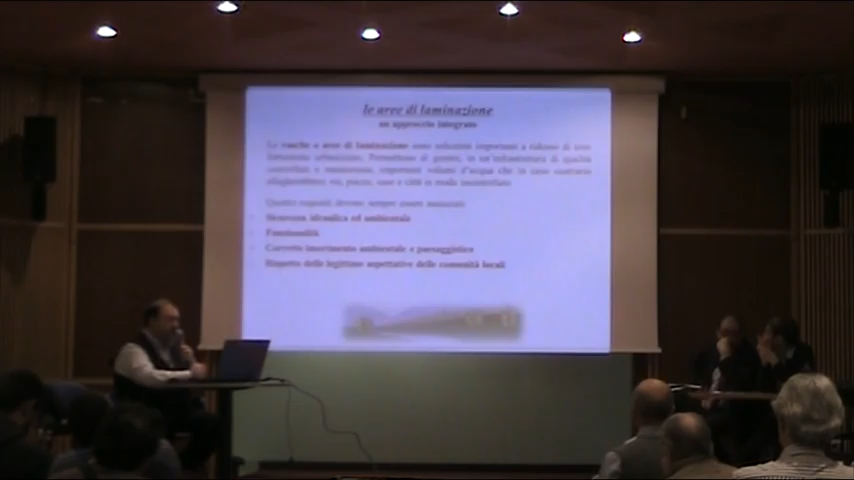 le aree di laminazione
un approccio integrato
Le vasche o aree di laminazione sono soluzioni importanti a ridosso di aree
fortemente urbanizzate. Permettono di gestire, in un'infrastruttura di qualità
controllata e importanti volumi d'acqua che in caso contrario
allagherebbero vie, piazze, case e città in modo incontrollato
Quattro requisiti devono sempre essere assicurati
Sicurezza idraulica ed ambientale
Funzionalità
Corretto inserimento ambientale e paesaggistico
Rispetto delle legittime aspettative delle comunità locali